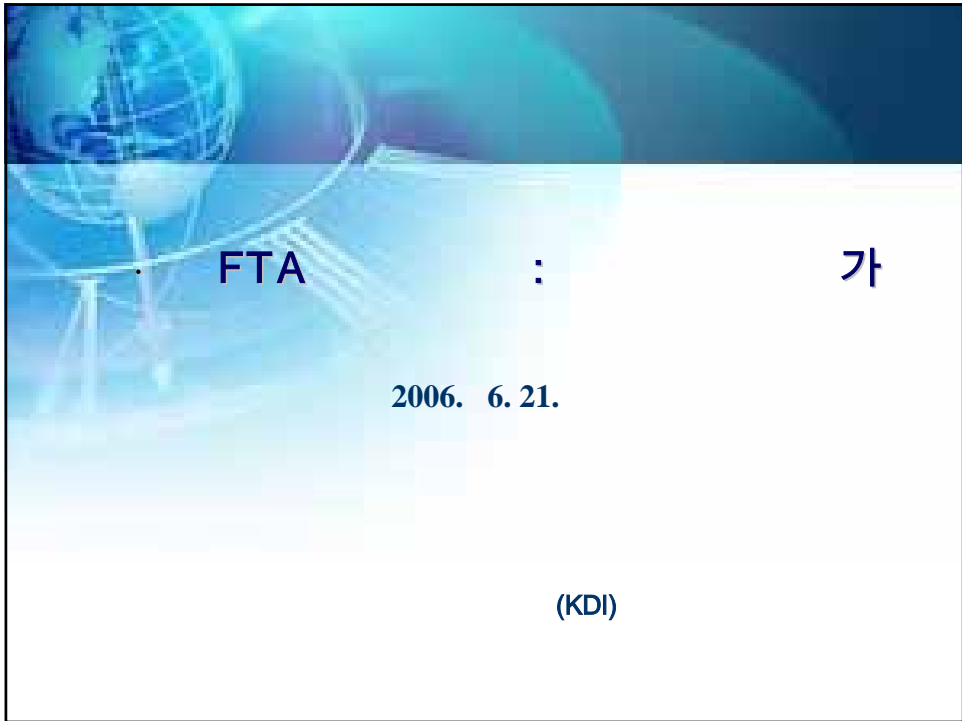 · FTA : 가
2006. 6. 21.
(KDI)